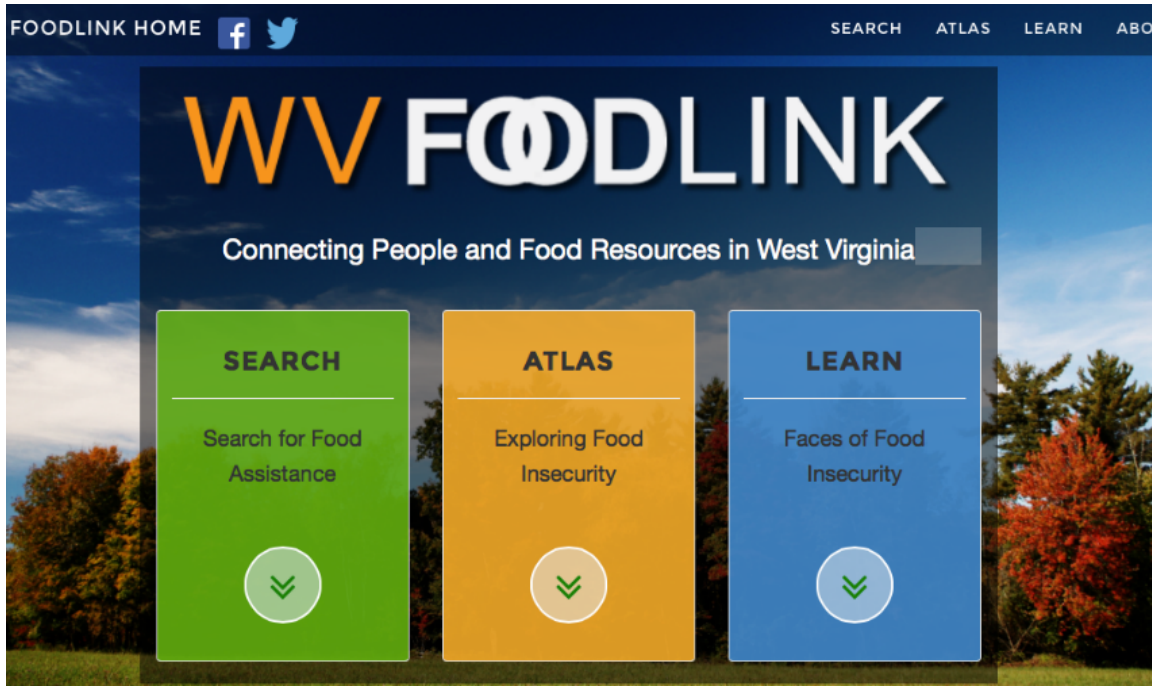 FOODLINK HOME
SEARCH ATLAS LEARN ABO
WV FOODLINK
Connecting People and Food Resources in West Virginia
SEARCH
Search for Food
Assistance
ATLAS
Exploring Food
Insecurity
LEARN
Faces of Food
Insecurity